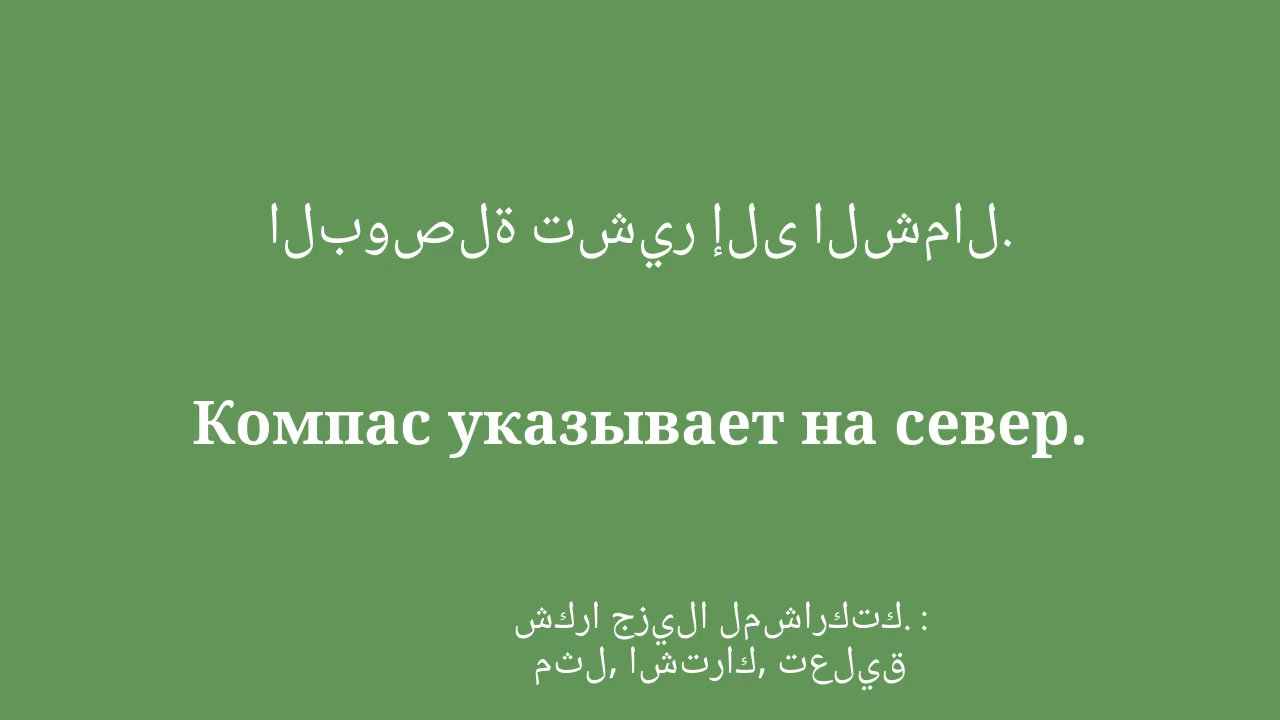 البوصلة تشير إلى الشمال.
Компас указывает на север.
شكرا جزيلا لمشاركتك. :
مثل, اشتراك, تعليق